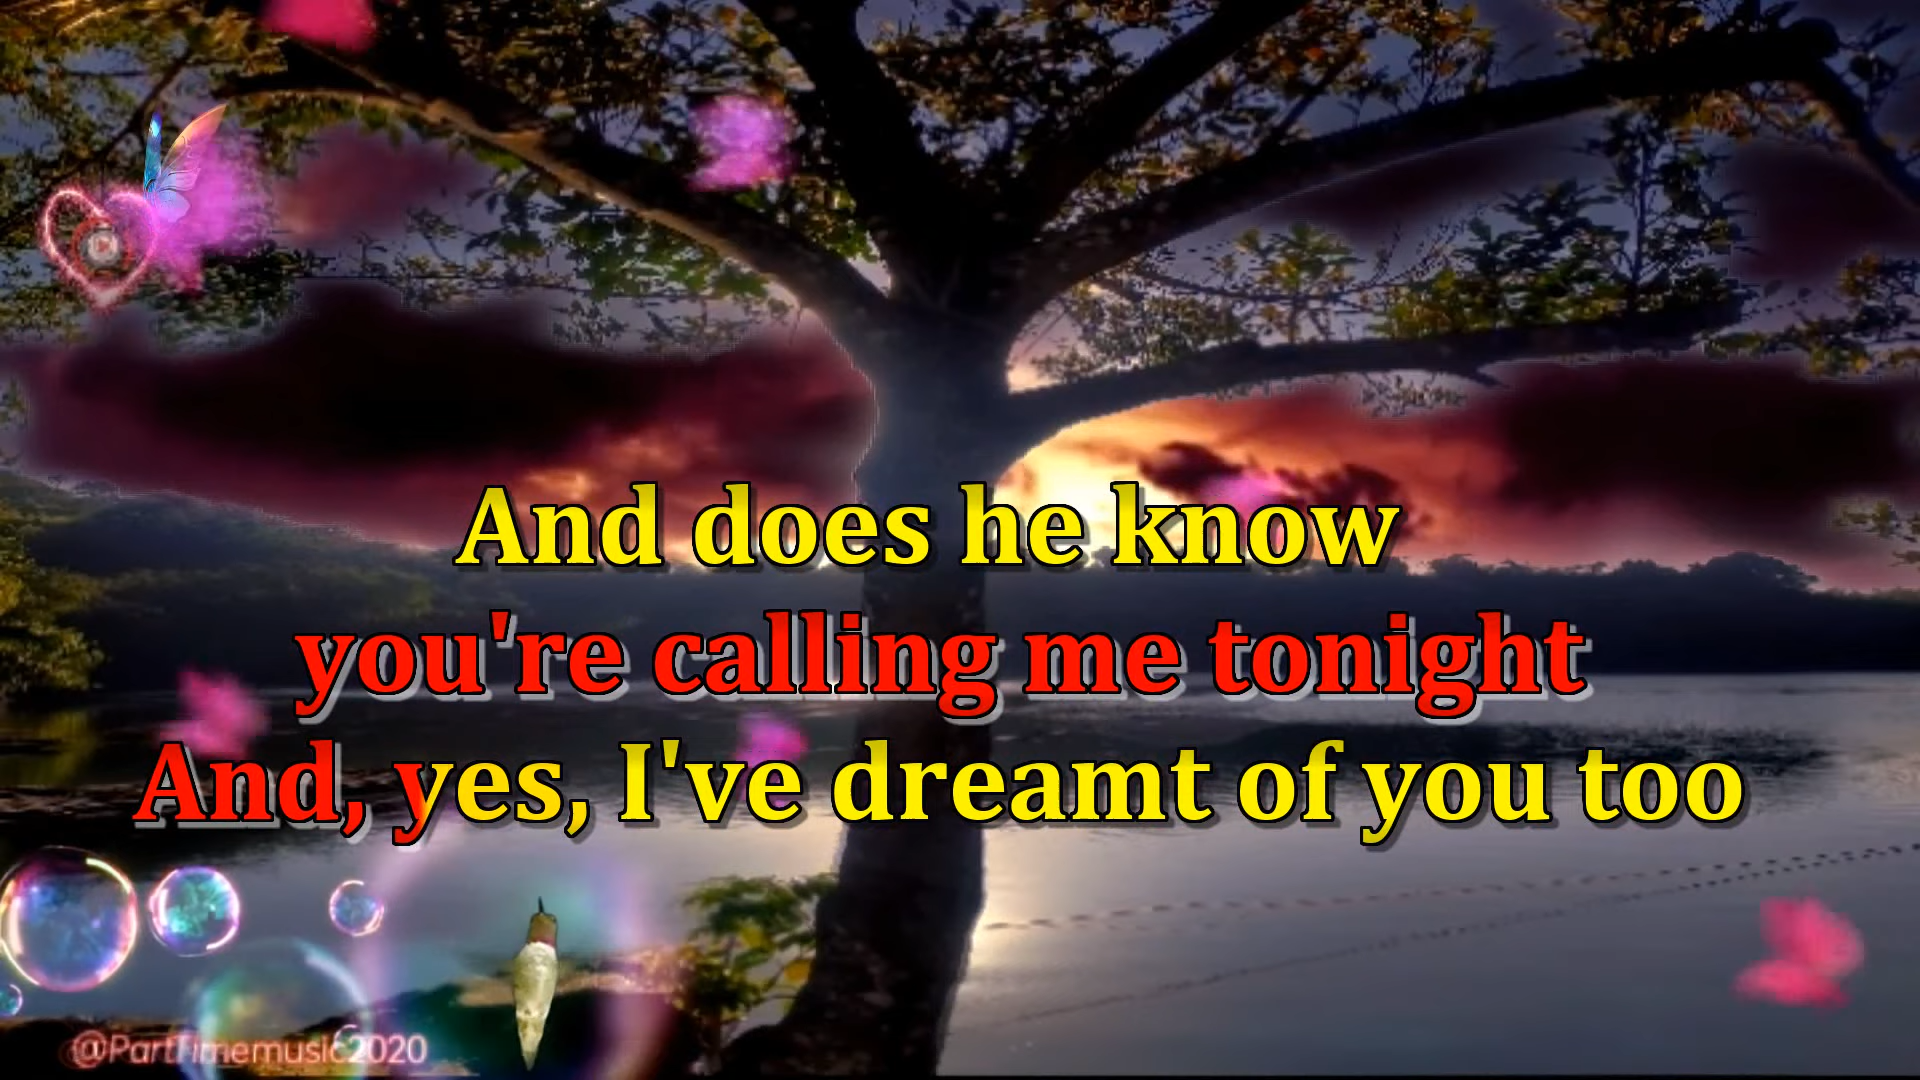 And does he know
you're calling me tonight
And, yes, I've dreamt of you too
@PartTimemusic2020